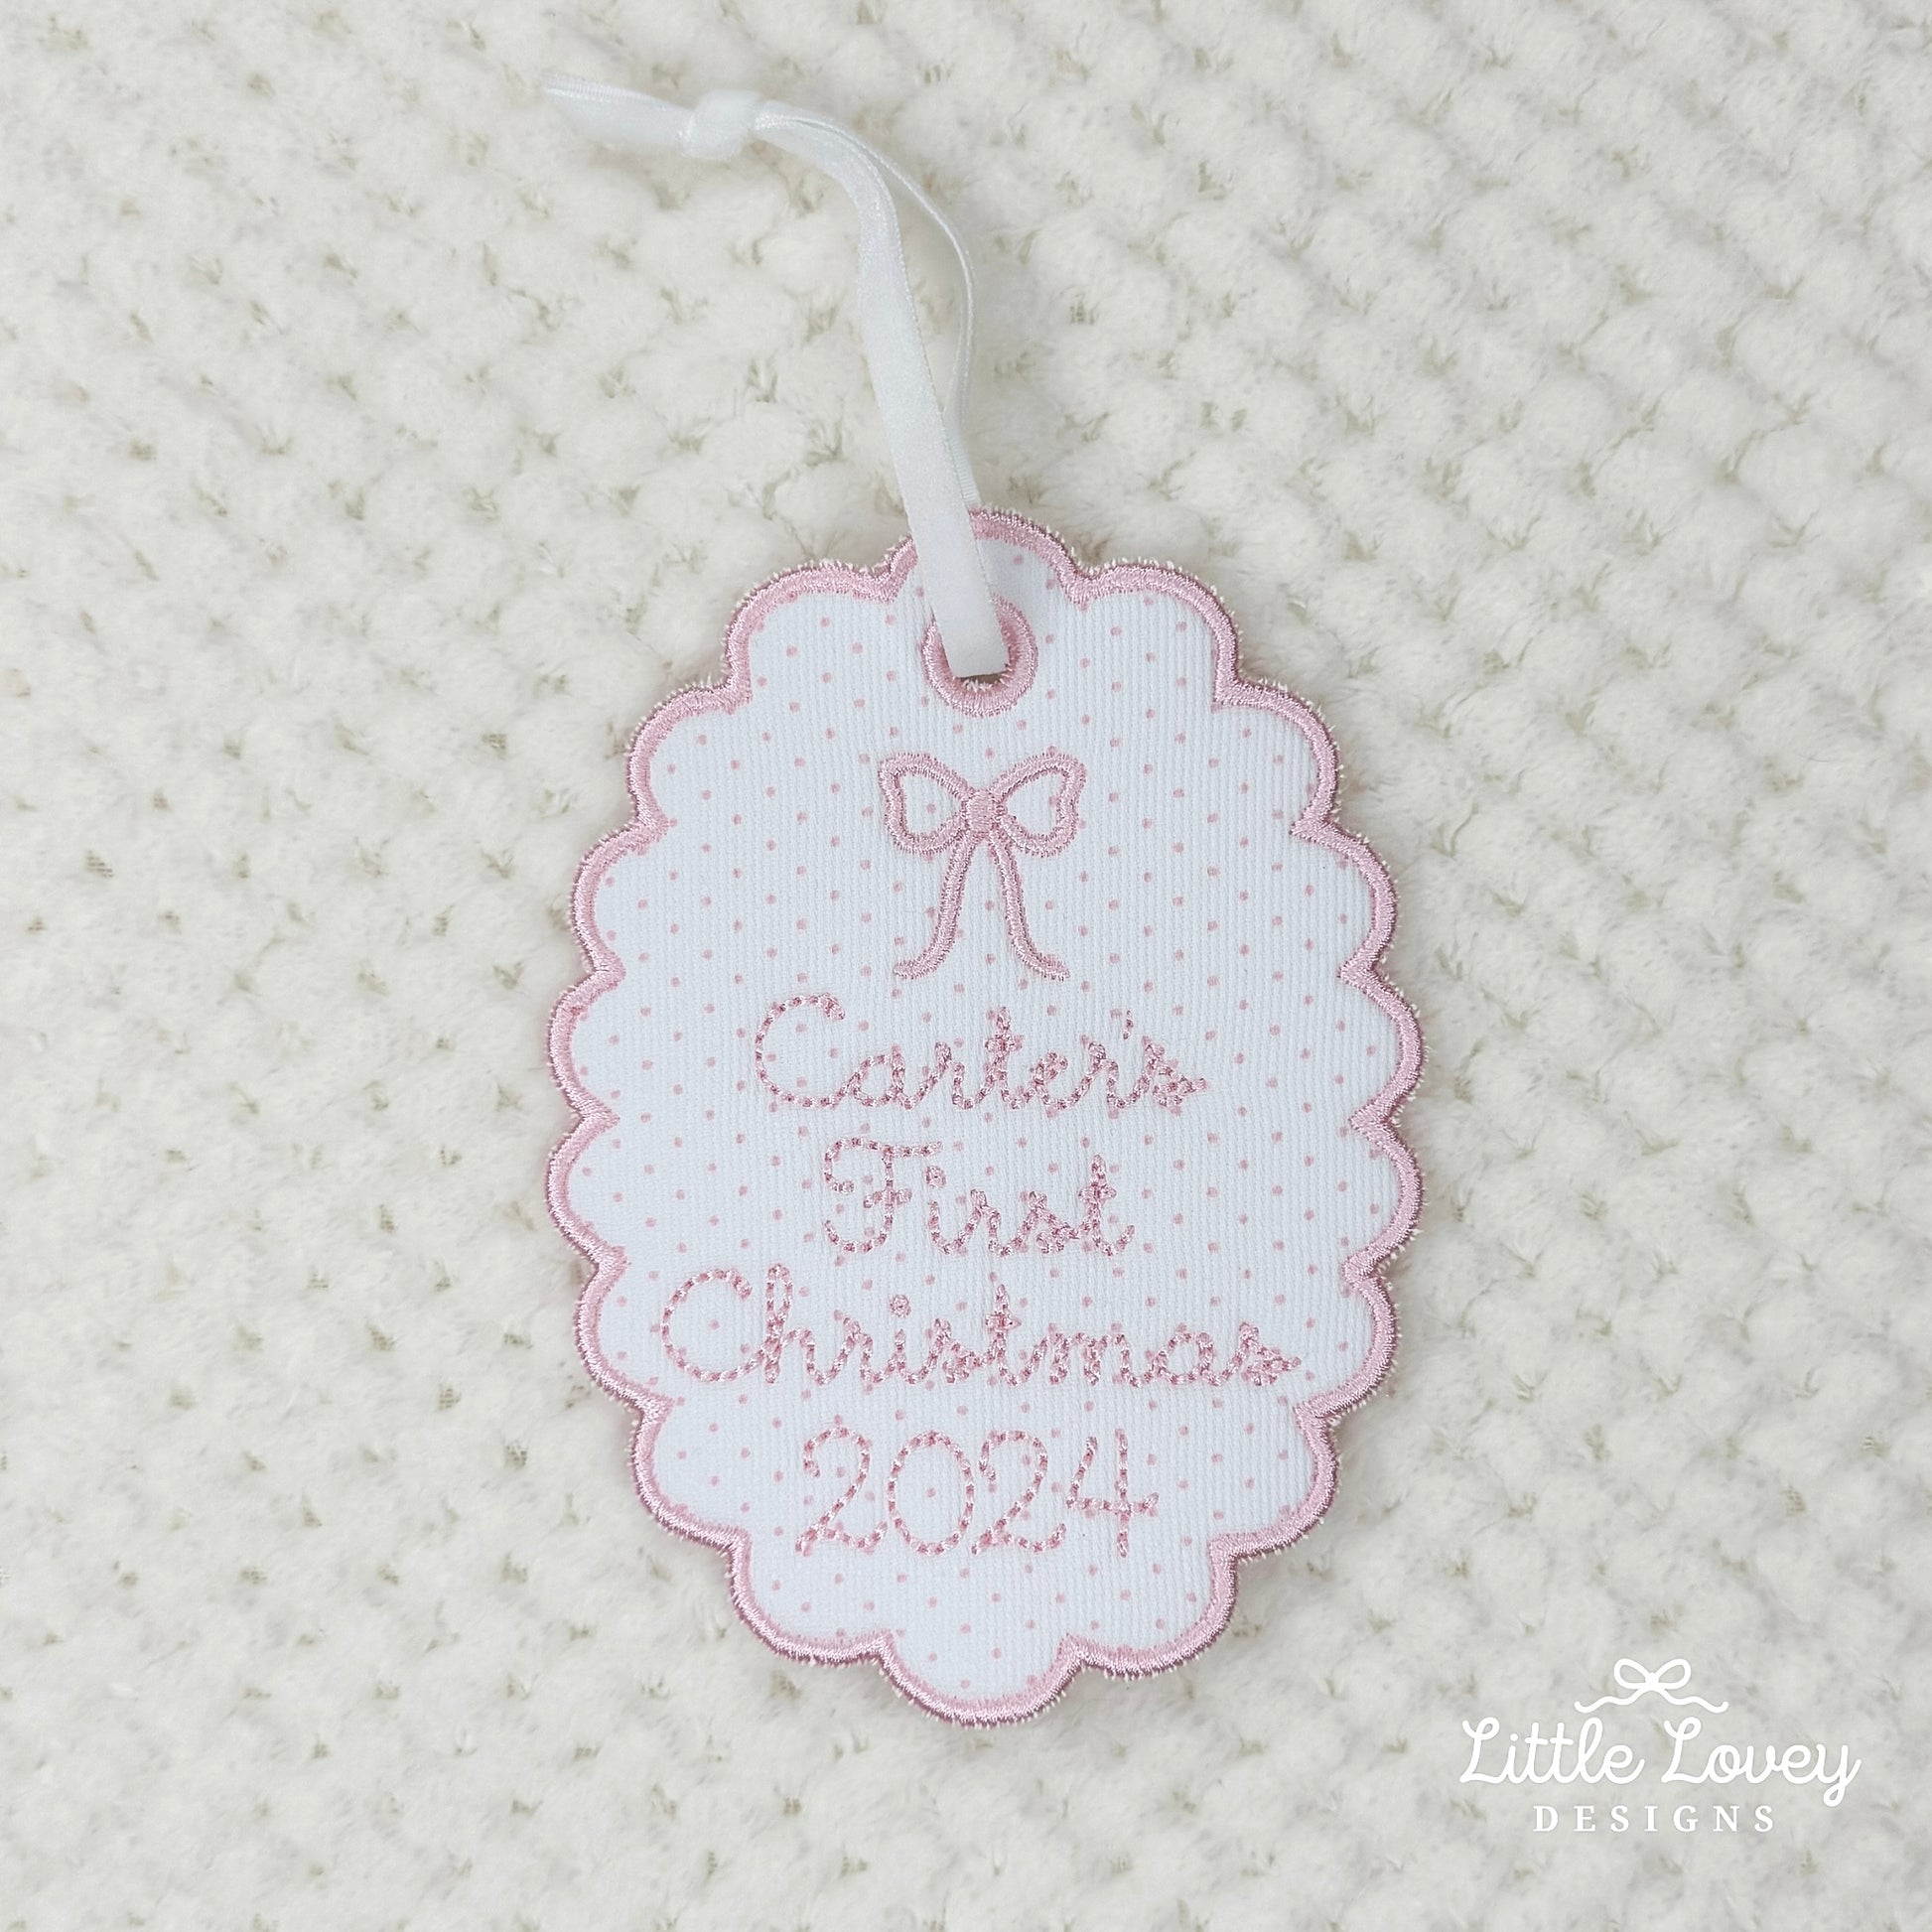 Carter's
First
Christmas
2024
Little Lovey
DESIGNS